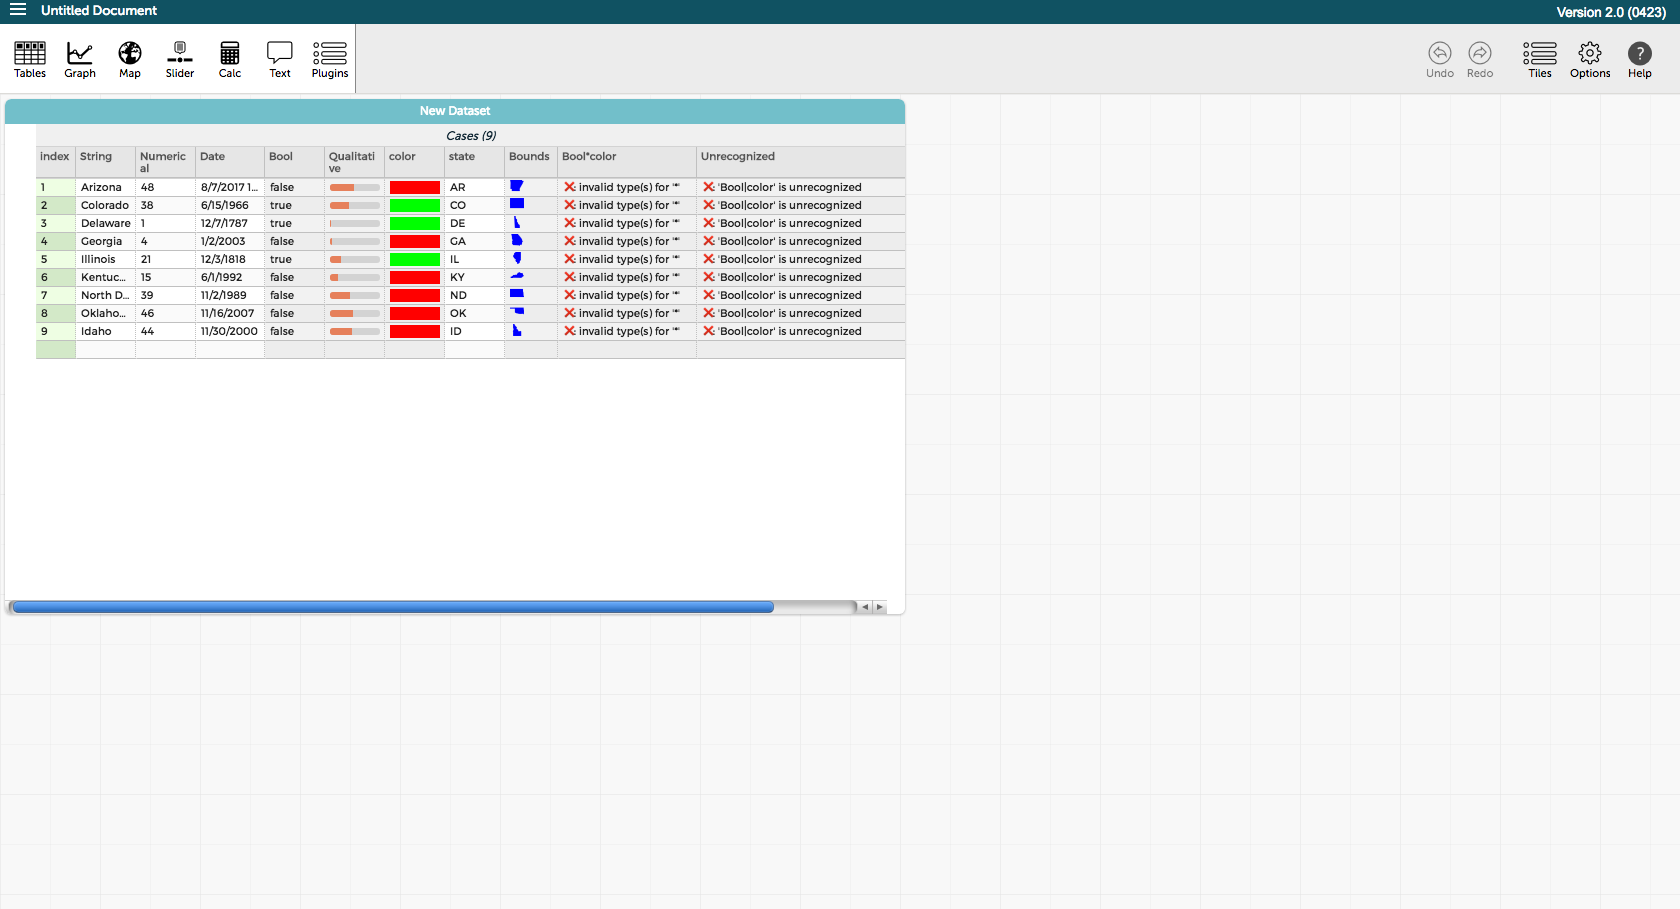 Untitled Document
Version 2.0 (0423)
Tables Graph Map Slider Calc Text Plugins Undo Redo Tiles Options ? Help
New Dataset
Cases (9)
index String Numeric Date Bool Qualitati color state Bounds Bool*color Unrecognized
al ve
1 Arizona 48 8/7/2017 1... false AR ❌: invalid type(s) for '*' ❌: 'Bool|color' is unrecognized
2 Colorado 38 6/15/1966 true CO ❌: invalid type(s) for '*' ❌: 'Bool|color' is unrecognized
3 Delaware 1 12/7/1787 true DE ❌: invalid type(s) for '*' ❌: 'Bool|color' is unrecognized
4 Georgia 4 1/2/2003 false GA ❌: invalid type(s) for '*' ❌: 'Bool|color' is unrecognized
5 Illinois 21 12/3/1818 true IL ❌: invalid type(s) for '*' ❌: 'Bool|color' is unrecognized
6 Kentuc... 15 6/1/1992 false KY ❌: invalid type(s) for '*' ❌: 'Bool|color' is unrecognized
7 North D... 39 11/2/1989 false ND ❌: invalid type(s) for '*' ❌: 'Bool|color' is unrecognized
8 Oklaho... 46 11/16/2007 false OK ❌: invalid type(s) for '*' ❌: 'Bool|color' is unrecognized
9 Idaho 44 11/30/2000 false ID ❌: invalid type(s) for '*' ❌: 'Bool|color' is unrecognized